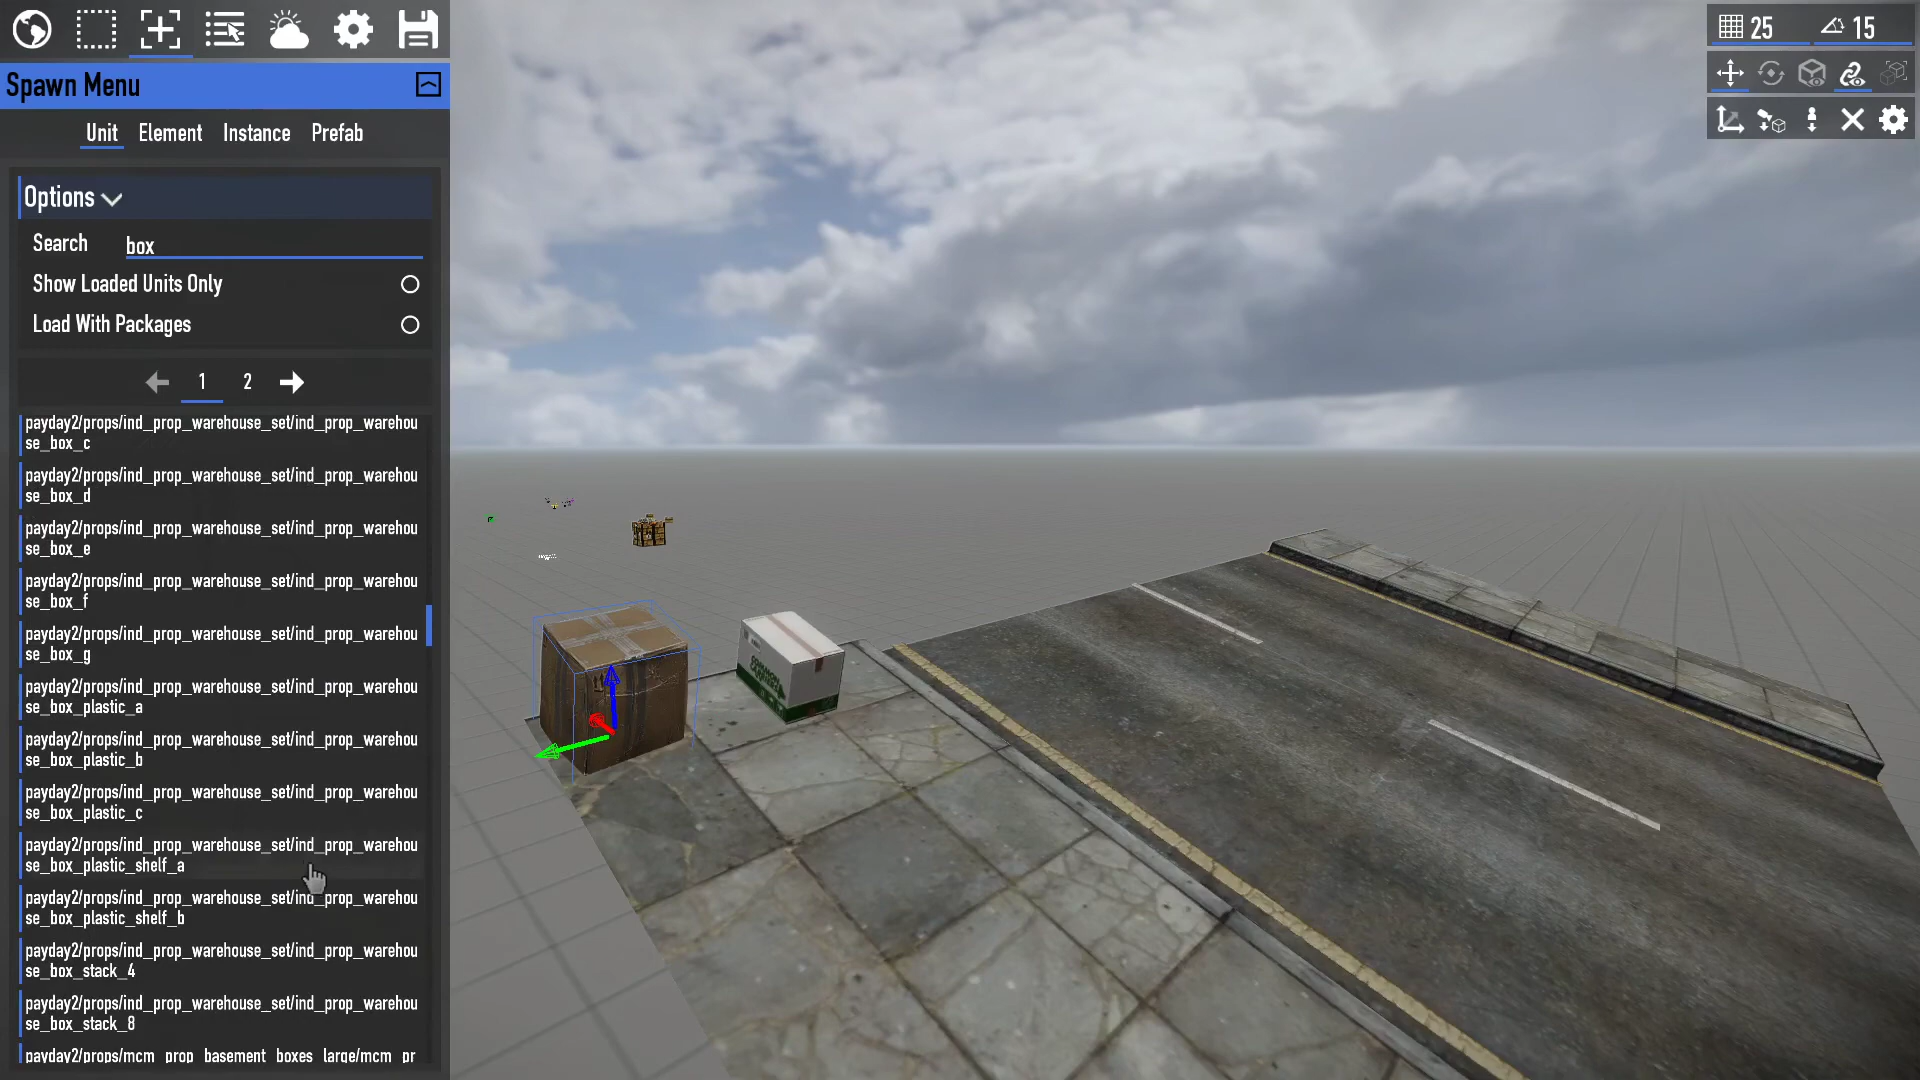 25
15
Spawn Menu
Unit
Element
Instance
Prefab
Options
Search
box
Show Loaded Units Only
Load With Packages
1
2
payday2/props/ind_prop_warehouse_set/ind_prop_warehou
se_box_c
payday2/props/ind_prop_warehouse_set/ind_prop_warehou
se_box_d
payday2/props/ind_prop_warehouse_set/ind_prop_warehou
se_box_e
payday2/props/ind_prop_warehouse_set/ind_prop_warehou
se_box_f
payday2/props/ind_prop_warehouse_set/ind_prop_warehou
se_box_g
payday2/props/ind_prop_warehouse_set/ind_prop_warehou
se_box_plastic_a
payday2/props/ind_prop_warehouse_set/ind_prop_warehou
se_box_plastic_b
payday2/props/ind_prop_warehouse_set/ind_prop_warehou
se_box_plastic_c
payday2/props/ind_prop_warehouse_set/ind_prop_warehou
se_box_plastic_shelf_a
payday2/props/ind_prop_warehouse_set/ind_prop_warehou
se_box_plastic_shelf_b
payday2/props/ind_prop_warehouse_set/ind_prop_warehou
se_box_stack_4
payday2/props/ind_prop_warehouse_set/ind_prop_warehou
se_box_stack_8
payday2/props/mcm_prop_basement_boxes_large/mcm_pr